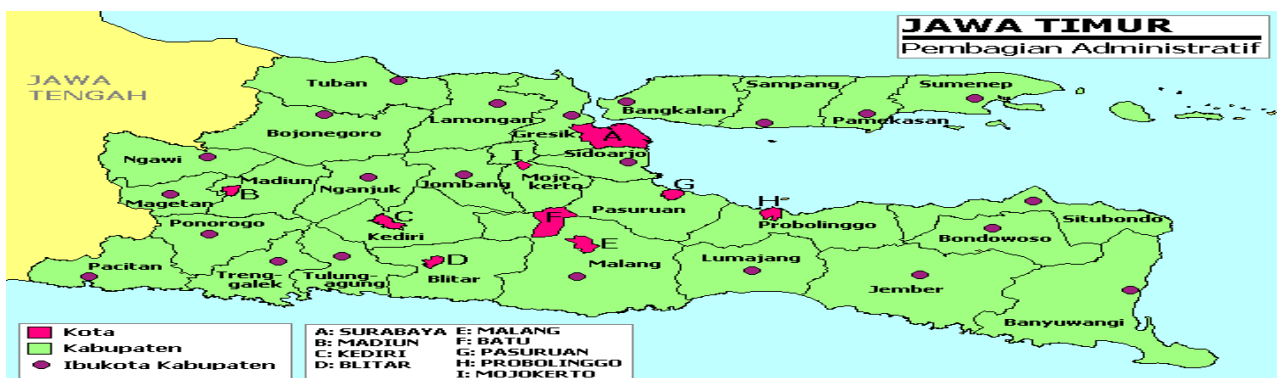 JAWA TIMUR
Pembagian Administratif
JAWA
TENGAH
Tuban
Sampang
Sumenep
Bangkalan
Lamongan
Pamekasan
Bojonegoro
Gresik
A
Sidoarjo
I
Ngawi
Madiun
Nganjuk
Jombang
Mojo-
kerto
B
G
Magetan
Pasuruan
H
C
F
Ponorogo
Kediri
Probolinggo
Situbondo
Bondowoso
E
Pacitan
Treng-
galek
Tulung-
agung
D
Blitar
Malang
Lumajang
Jember
Banyuwangi
Kota
Kabupaten
Ibukota Kabupaten
A: SURABAYA
B: MADIUN
C: KEDIRI
D: BLITAR
E: MALANG
F: BATU
G: PASURUAN
H: PROBOLINGGO
I: MOJOKERTO